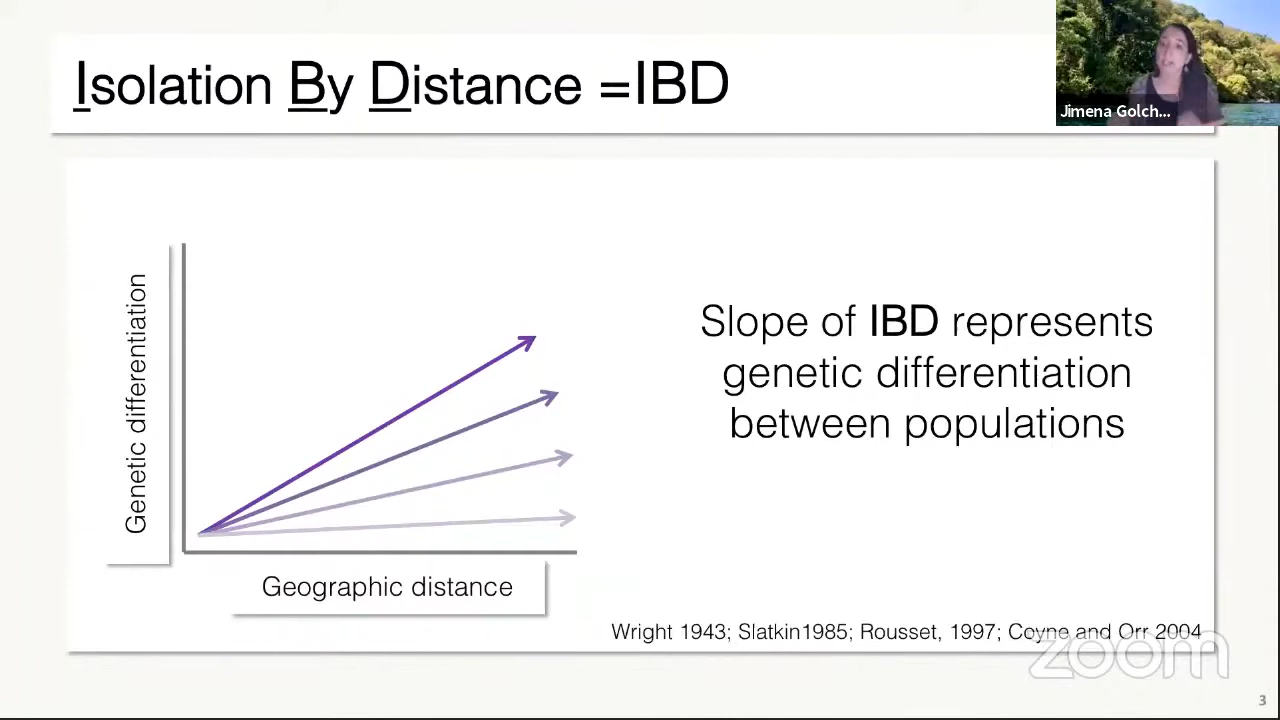 Isolation By Distance =IBD
Jimena Golch...
Genetic differentiation
Slope of IBD represents
genetic differentiation
between populations
Geographic distance
Wright 1943; Slatkin1985; Rousset, 1997; Coyne and Orr 2004
zoom
3